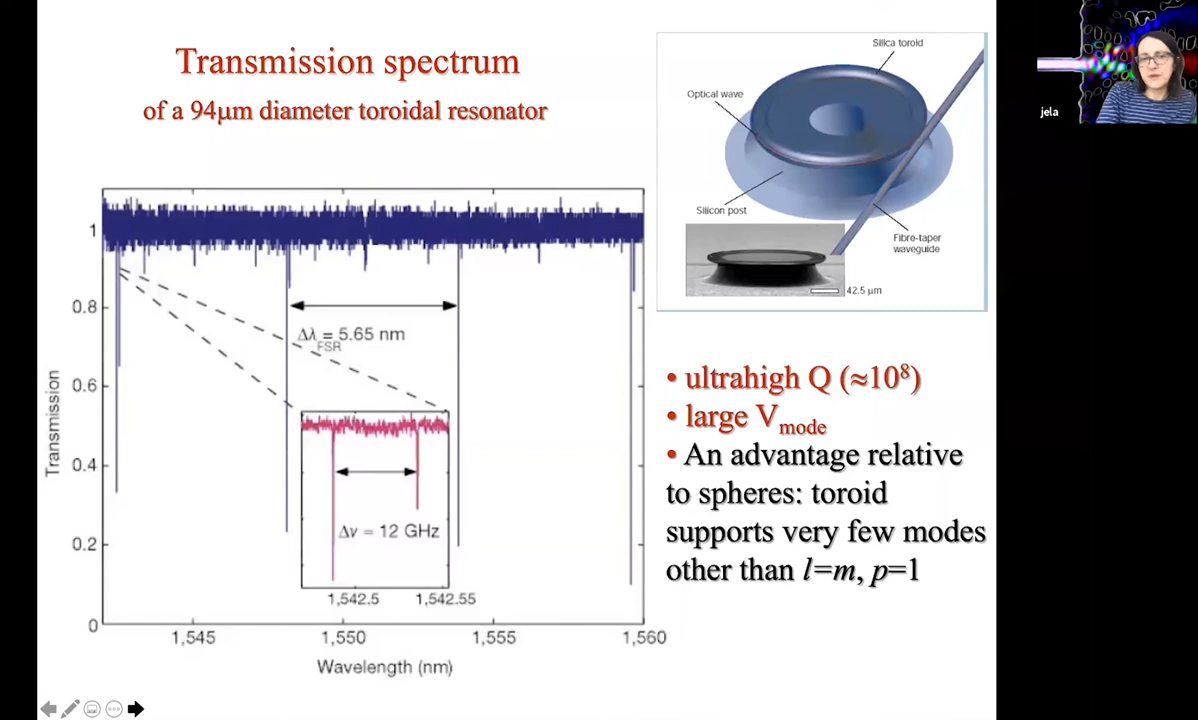 Transmission spectrum
of a 94μm diameter toroidal resonator
Silica toroid
Optical wave
Silicon post
Fibre-taper
waveguide
42.5 μm
jela
Transmission
1
0.8
0.6
0.4
0.2
0
Δλ = 5.65 nm
FSR
Δν = 12 GHz
1,542.5 1,542.55
1,545 1,550 1,555 1,560
Wavelength (nm)
• ultrahigh Q (≈10⁸)
• large Vmode
• An advantage relative
to spheres: toroid
supports very few modes
other than l=m, p=1